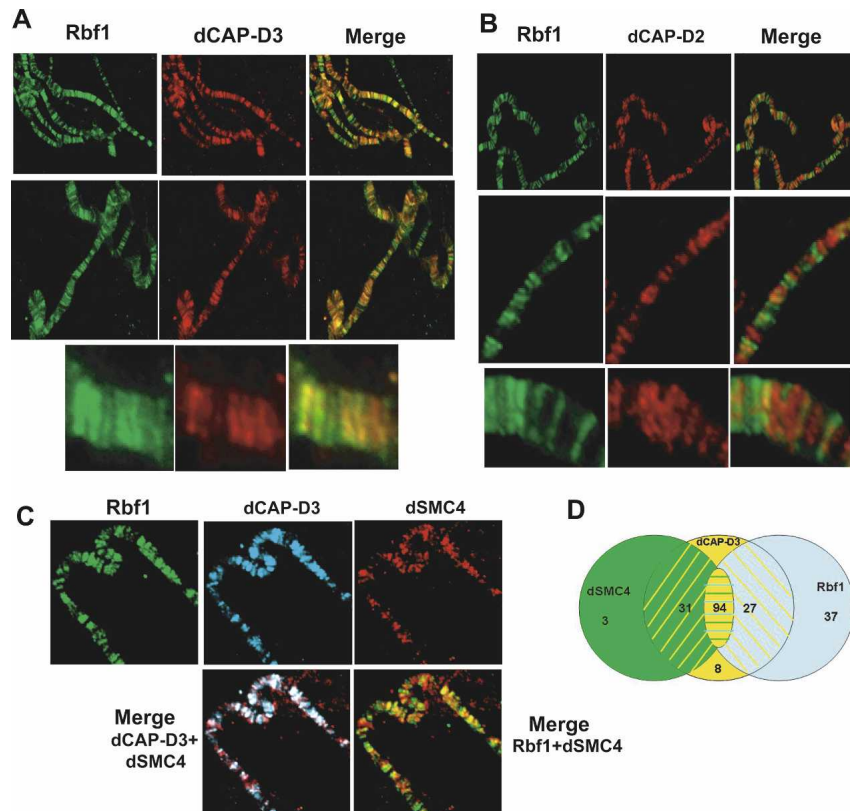 A
Rbf1 dCAP-D3 Merge
B
Rbf1 dCAP-D2 Merge
C
Rbf1 dCAP-D3 dSMC4
Merge
dCAP-D3+
dSMC4
Merge
Rbf1+dSMC4
D
dCAP-D3
dSMC4
Rbf1
3
31
94
27
37
8